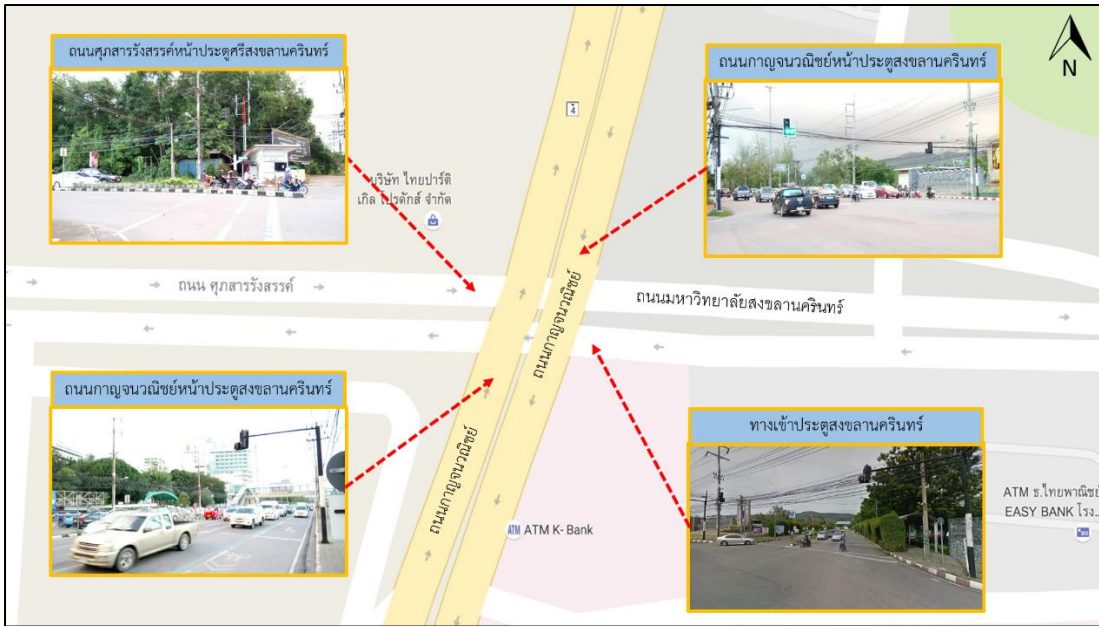 ถนนศุภสารรังสรรค์หน้าประตูศรีสงขลานครินทร์
ถนนกาญจนวณิชย์หน้าประตูสงขลานครินทร์
N
4
บริษัท ไทยปาร์ติ
เกิล โปรดักส์ จำกัด
ถนน ศุภสารรังสรรค์
ถนนมหาวิทยาลัยสงขลานครินทร์
ถนนกาญจนวณิชย์
ถนนกาญจนวณิชย์หน้าประตูสงขลานครินทร์
ทางเข้าประตูสงขลานครินทร์
ถนนกาญจนวณิชย์
ATM ATM K- Bank
ATM ธ.ไทยพาณิชย์
EASY BANK โรง..